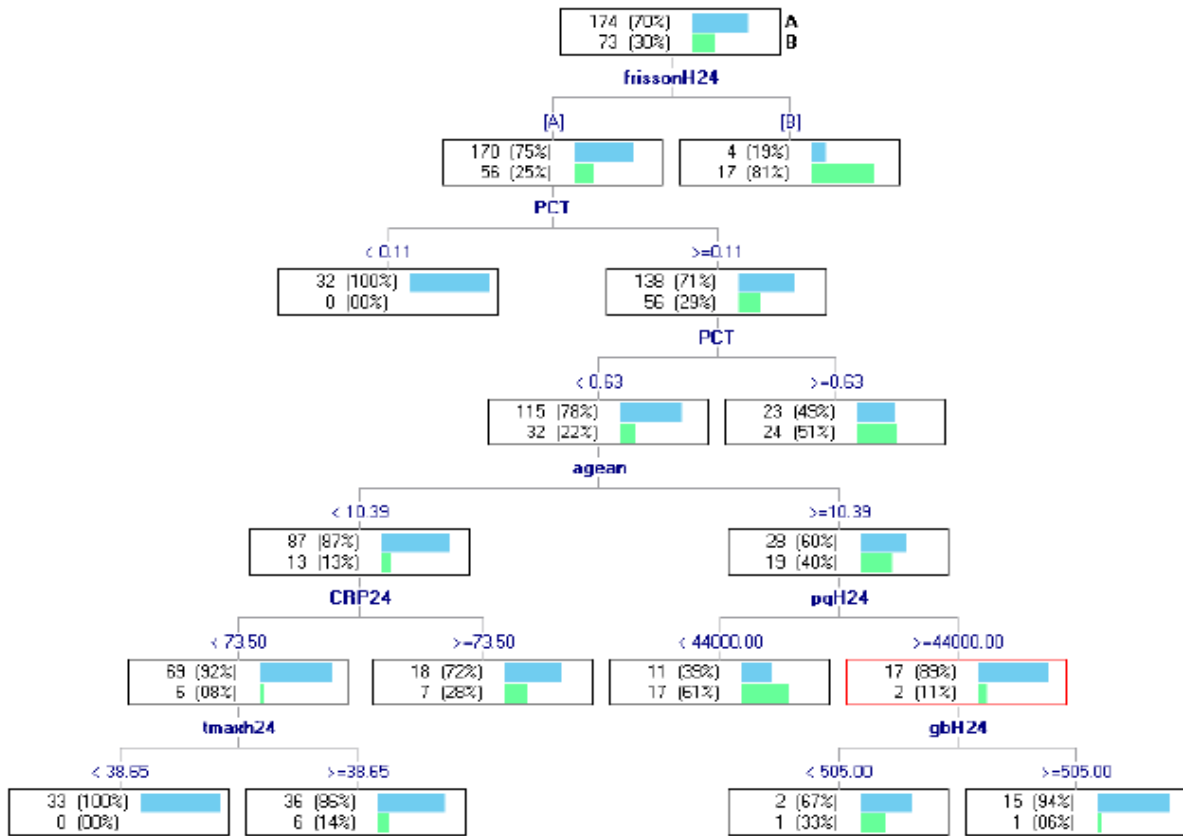 174 (70%) A
73 (30%) B
frissonH24
[A] [B]
170 (75%)
56 (25%)
4 (19%)
17 (81%)
PCT
< 0.11 >=0.11
32 (100%)
0 (00%)
138 (71%)
56 (29%)
PCT
< 0.63 >=0.63
115 (78%)
32 (22%)
23 (49%)
24 (51%)
agean
< 10.39 >=10.39
87 (87%)
13 (13%)
28 (60%)
19 (40%)
CRP24 pqH24
< 73.50 >=73.50 < 44000.00 >=44000.00
69 (92%)
6 (08%)
18 (72%)
7 (28%)
11 (39%)
17 (61%)
17 (89%)
2 (11%)
tmaxh24 gbH24
< 38.65 >=38.65 < 505.00 >=505.00
33 (100%)
0 (00%)
36 (86%)
6 (14%)
2 (67%)
1 (33%)
15 (94%)
1 (06%)